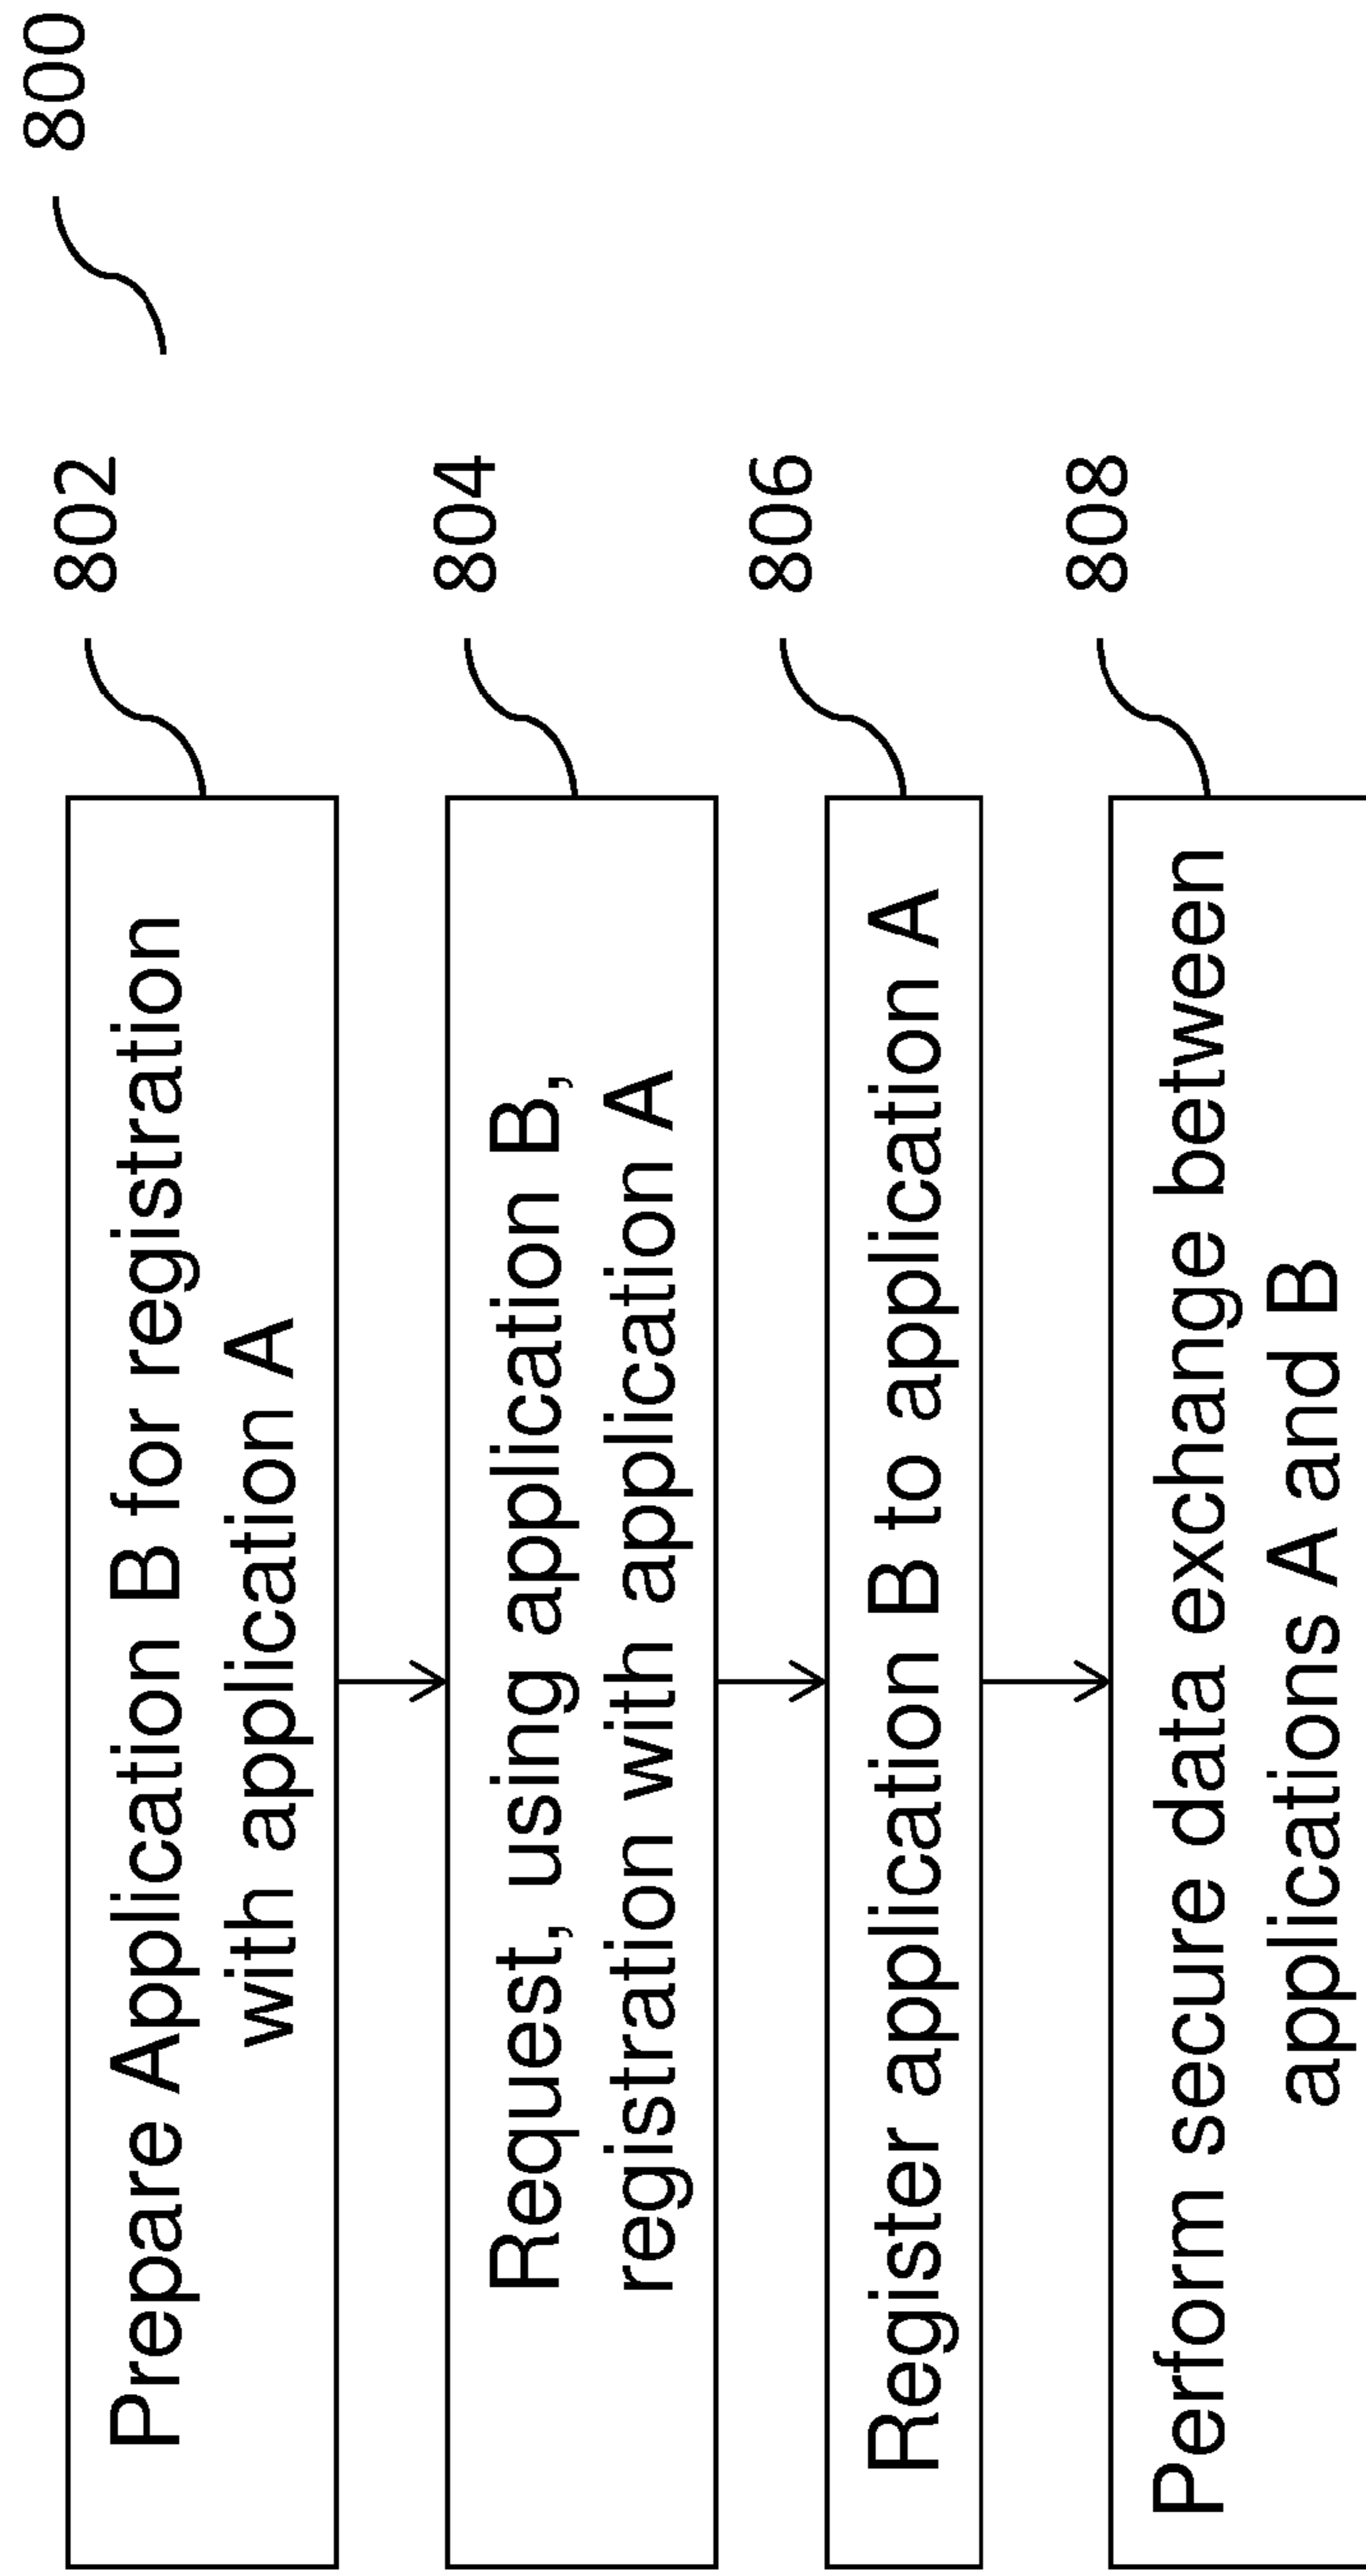 800
Prepare Application B for registration
with application A
802
Request, using application B,
registration with application A
804
Register application B to application A
806
Perform secure data exchange between
applications A and B
808